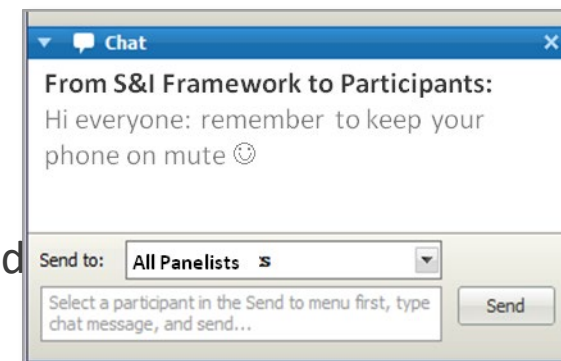 Chat
From S&I Framework to Participants:
Hi everyone: remember to keep your
phone on mute ☺
d
Send to: All Panelists s
Select a participant in the Send to menu first, type
chat message, and send...
Send